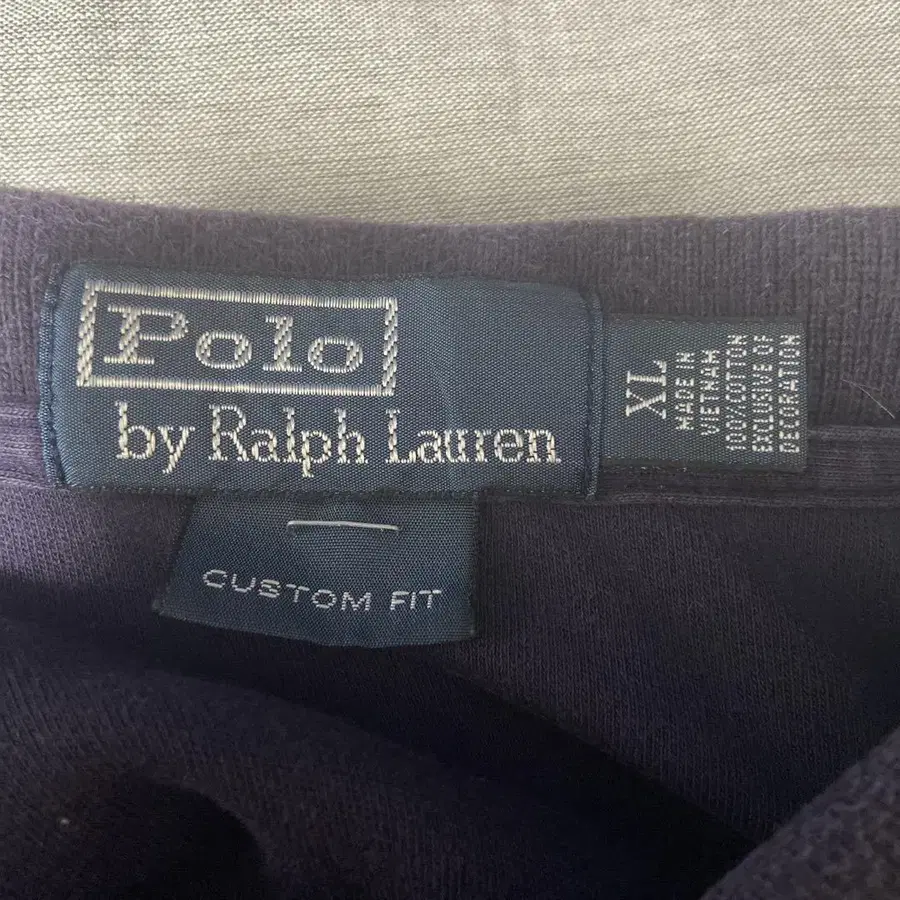 Polo
by Ralph Lauren
XL
MADE IN
VIETNAM
100%COTTON
EXCLUSIVE OF
DECORATION
CUSTOM FIT